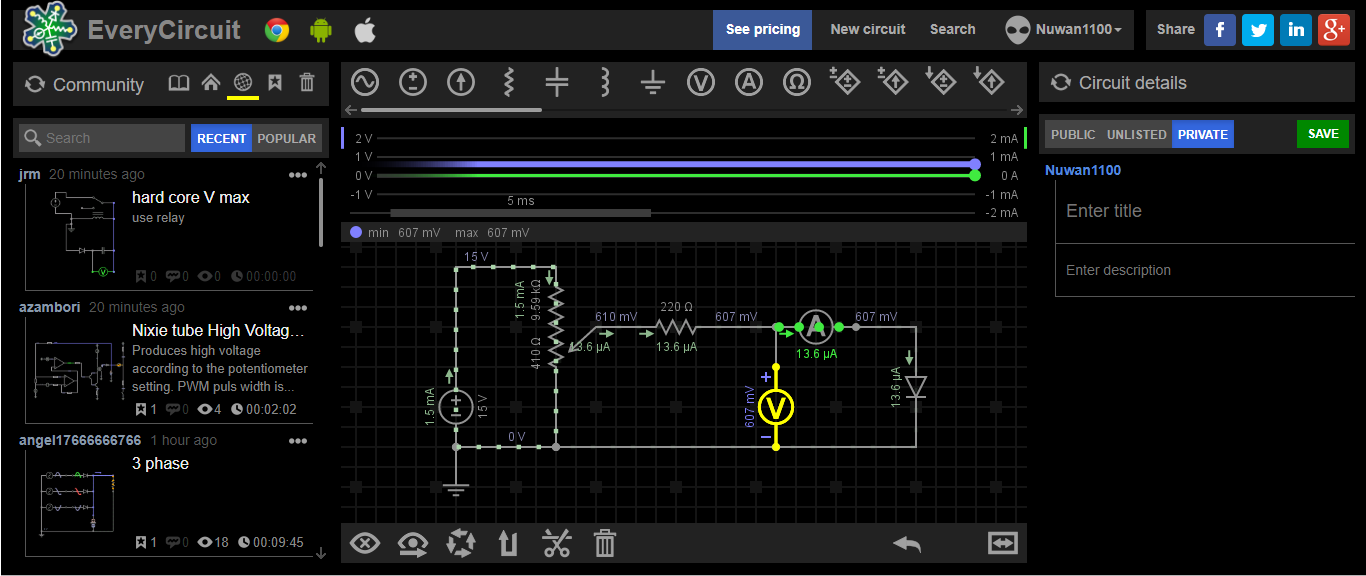 EveryCircuit
See pricing
New circuit
Search
Nuwan1100
Share
f
in
g+
Community
Search
RECENT
POPULAR
jrm 20 minutes ago
hard core V max
use relay
0 0 0 00:00:00
azambori 20 minutes ago
Nixie tube High Voltag...
Produces high voltage
according to the potentiometer
setting. PWM puls width is...
1 0 4 00:02:02
angel17666666766 1 hour ago
3 phase
1 0 18 00:09:45
V A Ω
2 V
1 V
0 V
-1 V
2 mA
1 mA
0 A
-1 mA
-2 mA
5 ms
min 607 mV max 607 mV
15 V
1.5 mA
9.59 kΩ
410 Ω
610 mV
13.6 µA
220 Ω
13.6 µA
607 mV
A
13.6 µA
607 mV
13.6 µA
1.5 mA
15 V
0 V
607 mV
+
V
−
Circuit details
PUBLIC
UNLISTED
PRIVATE
SAVE
Nuwan1100
Enter title
Enter description